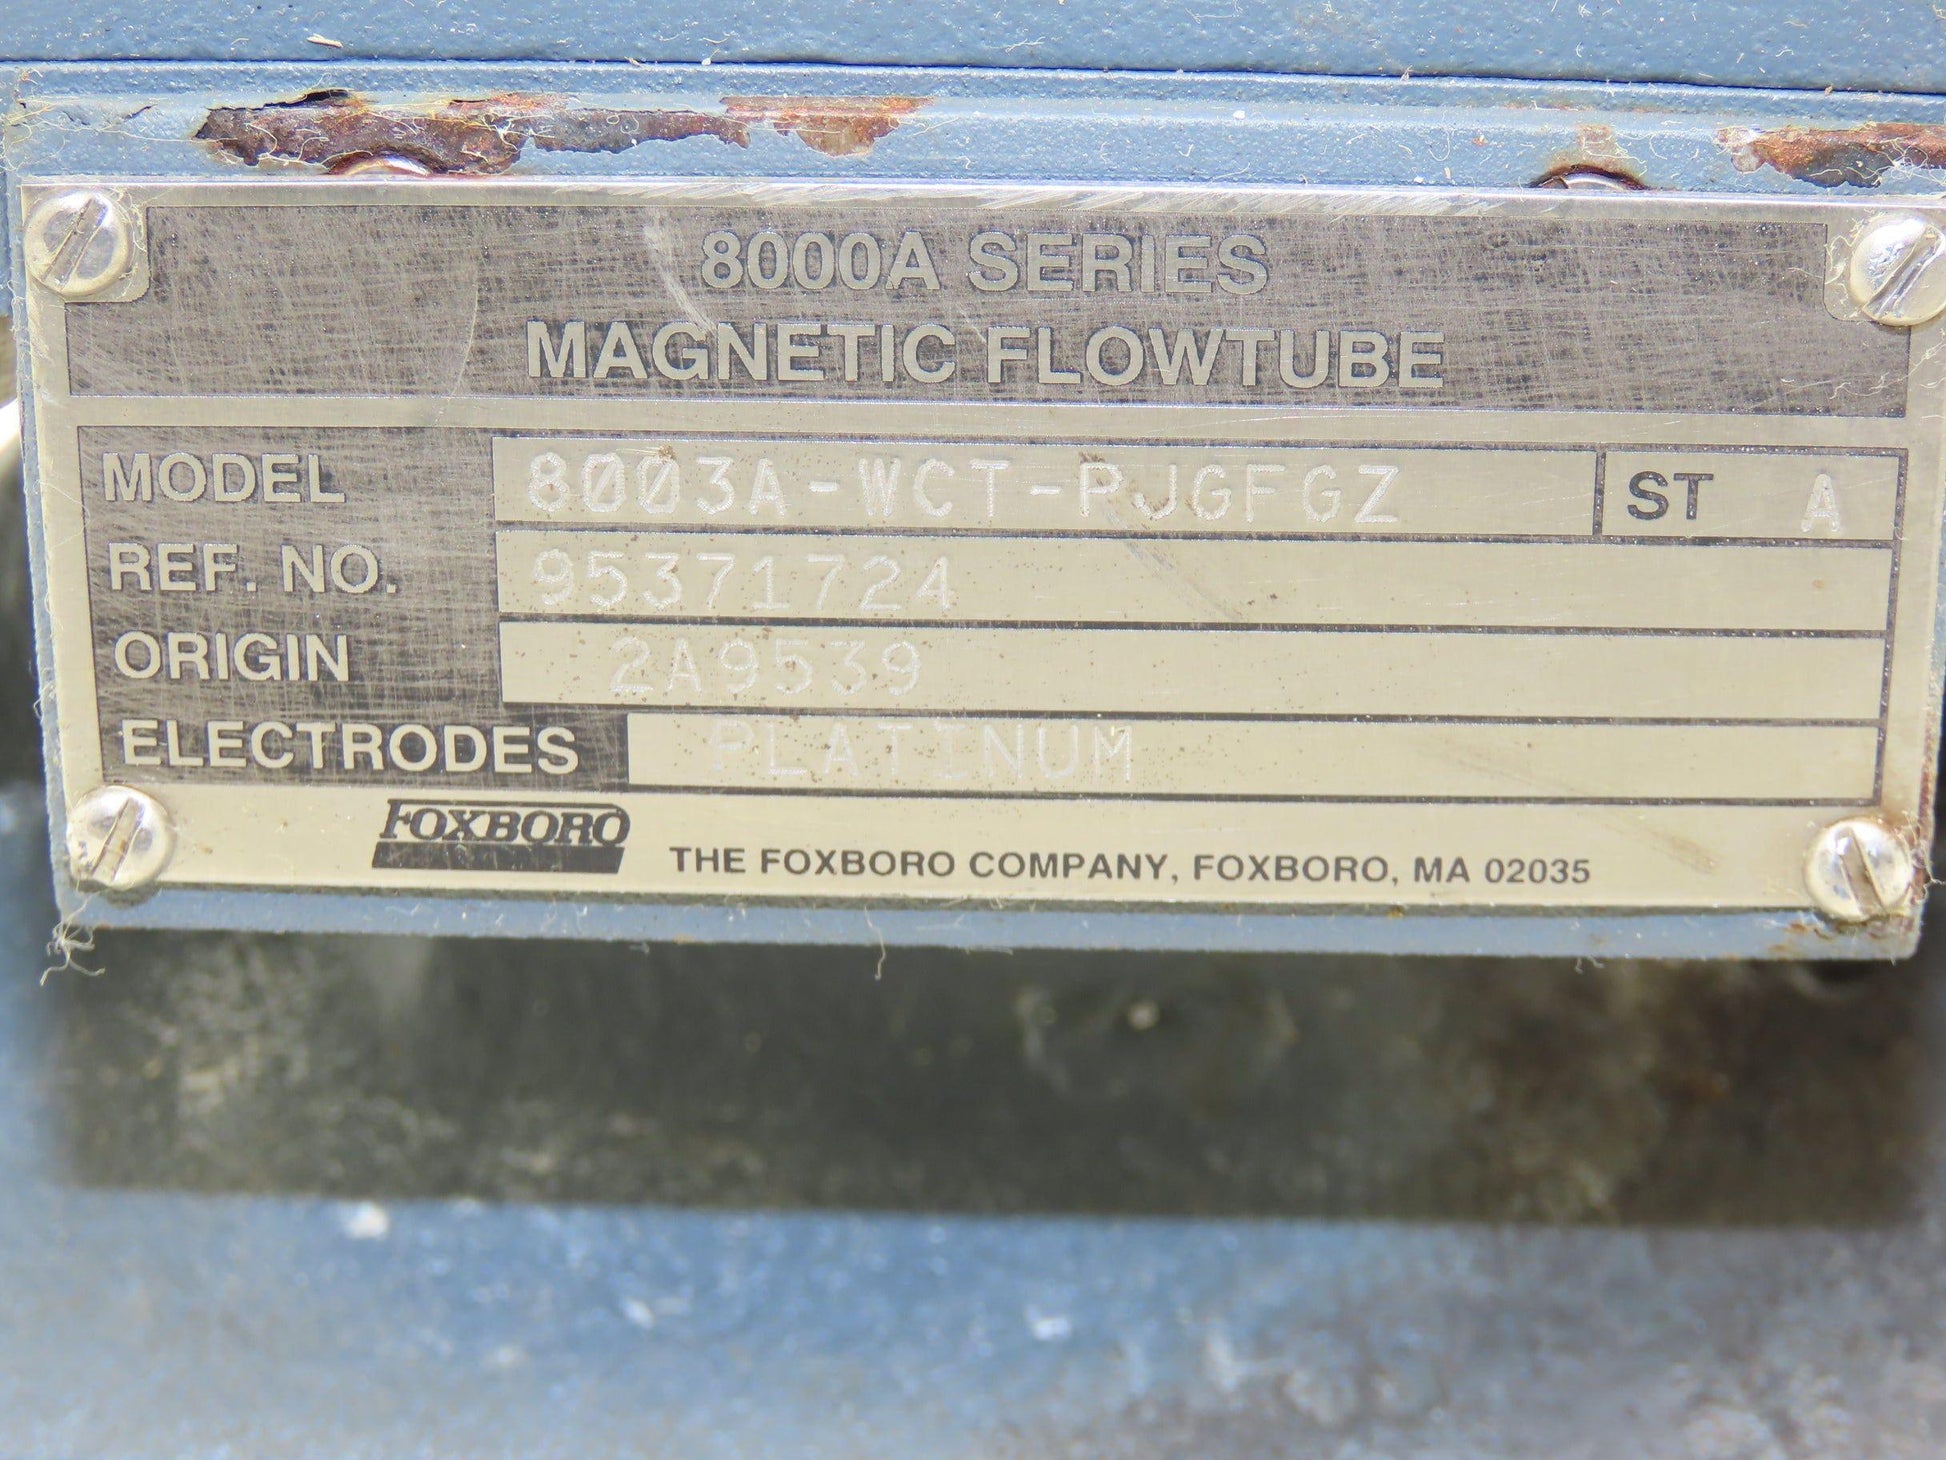 8000A SERIES
MAGNETIC FLOWTUBE
MODEL 8003A-WCT-PJGFGZ ST A
REF. NO. 95371724
ORIGIN 2A9539
ELECTRODES PLATINUM
FOXBORO THE FOXBORO COMPANY, FOXBORO, MA 02035